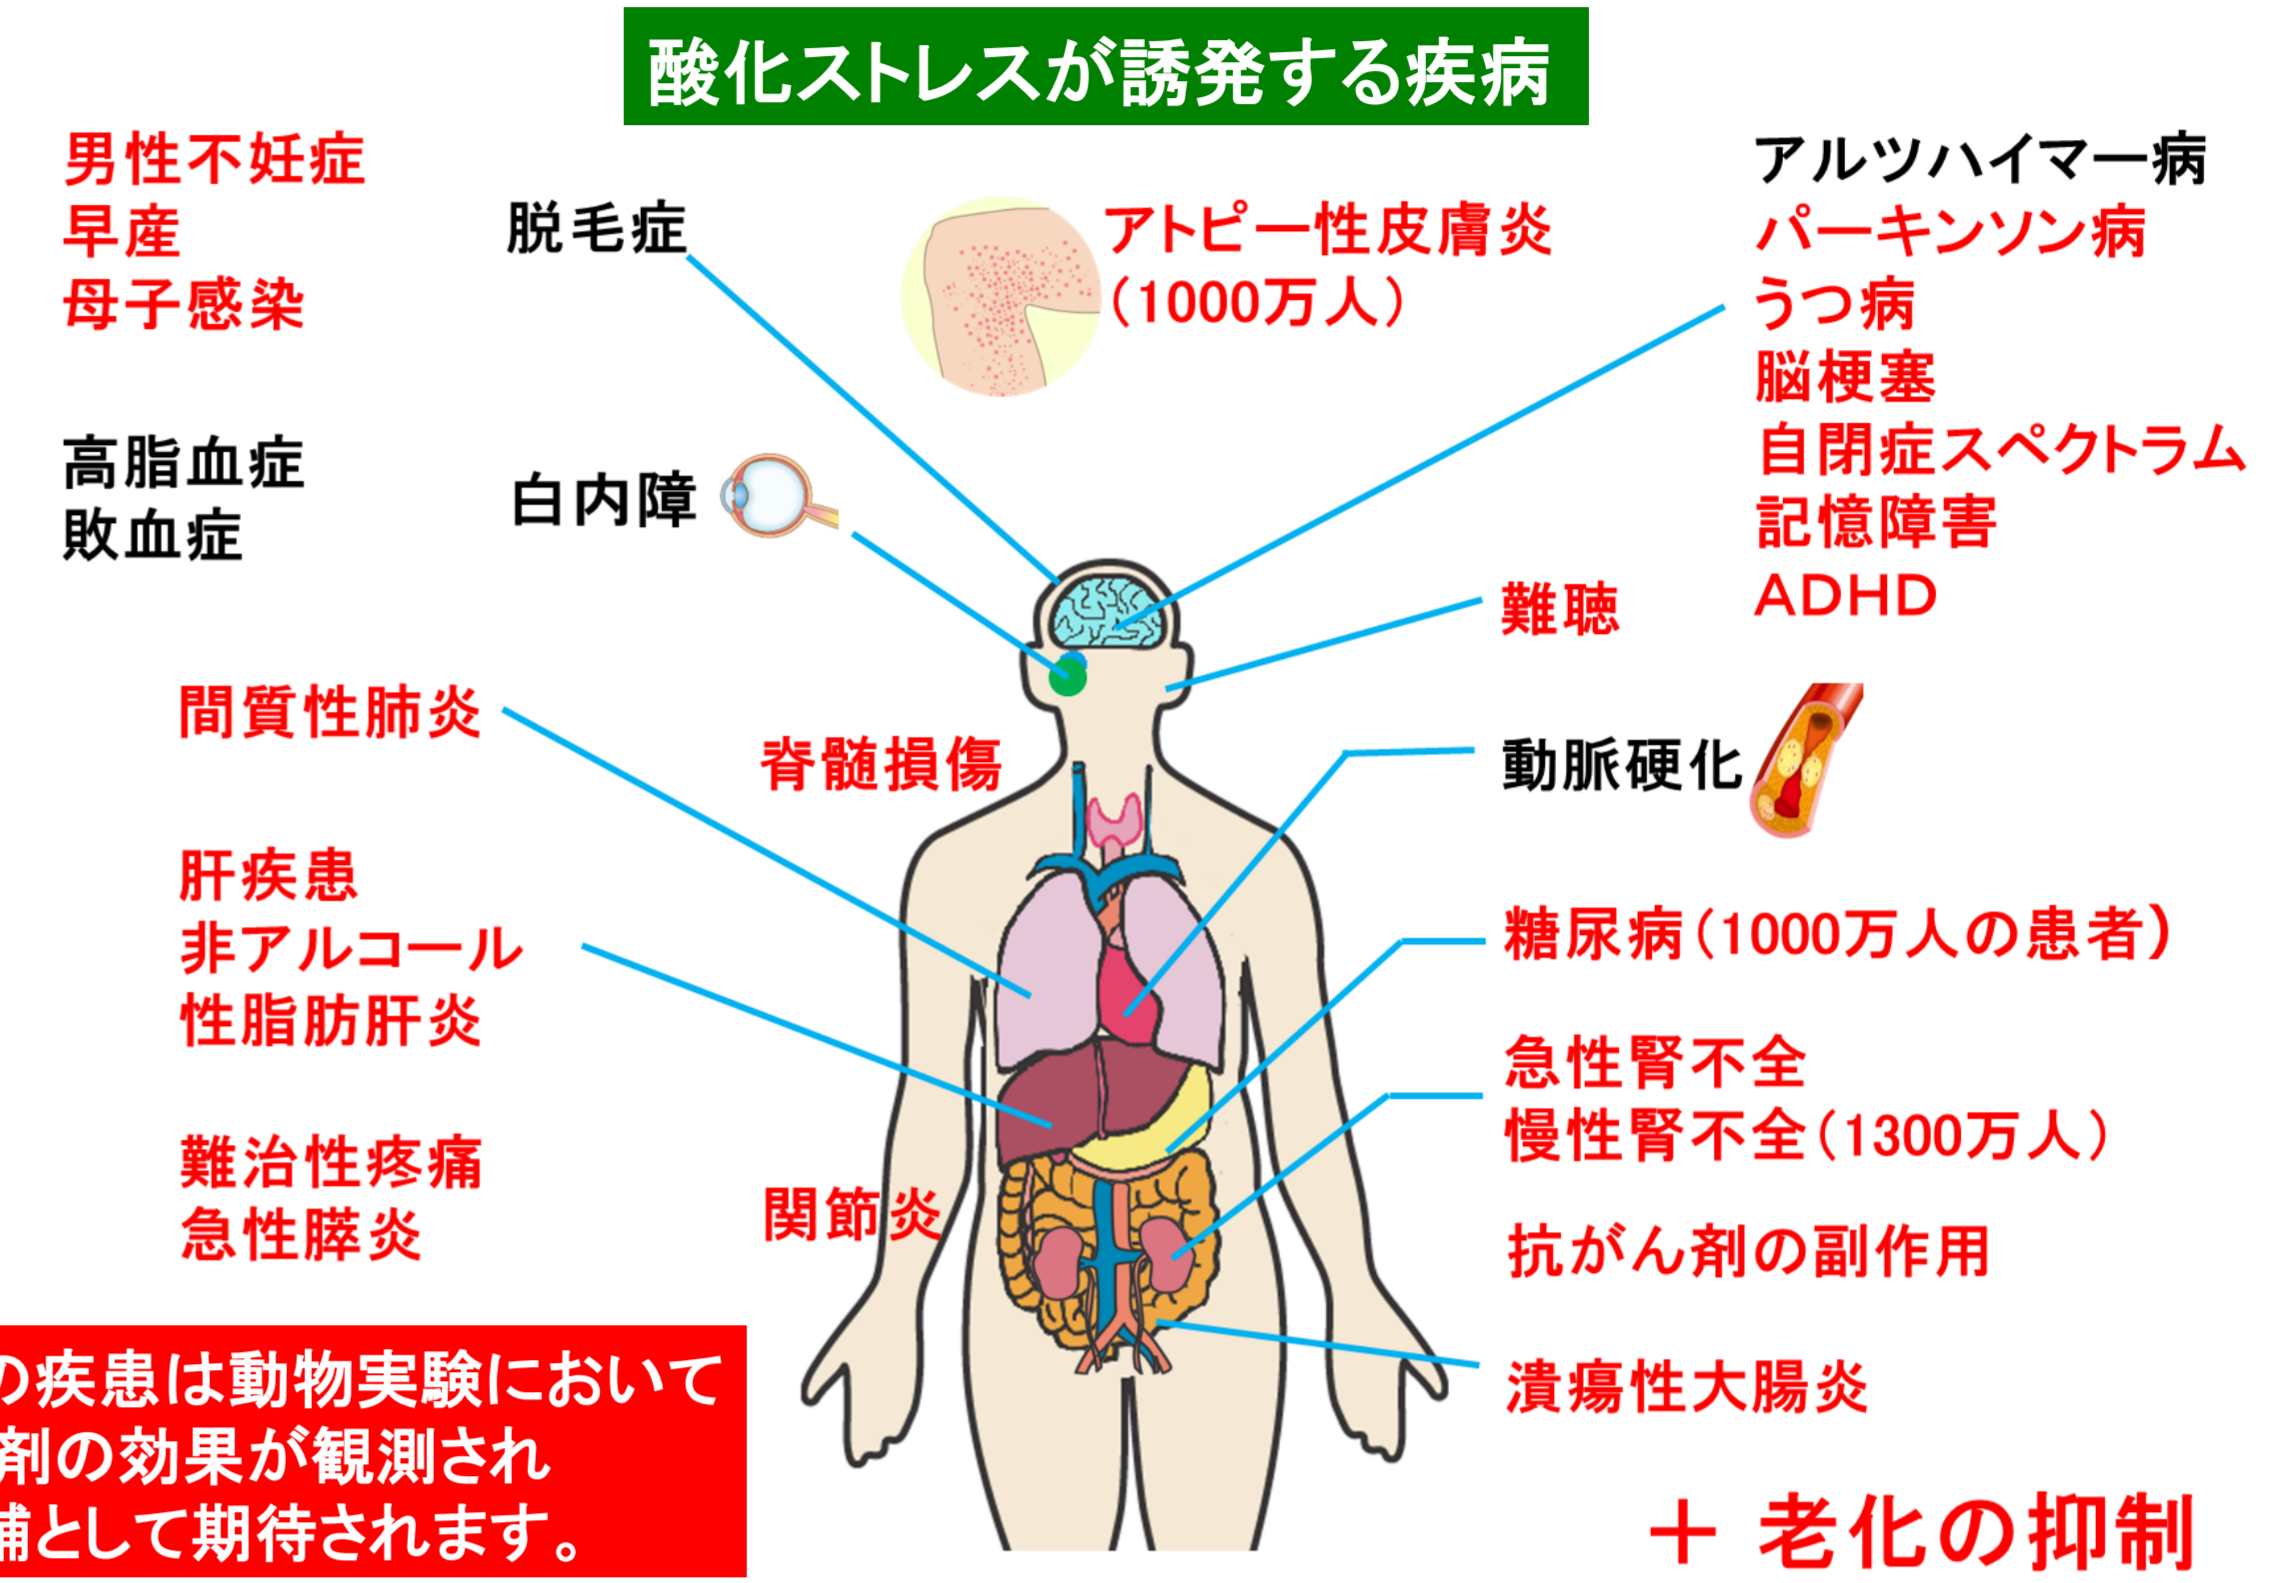 酸化ストレスが誘発する疾病
男性不妊症
早産
母子感染
脱毛症
アトピー性皮膚炎
(1000万人)
アルツハイマー病
パーキンソン病
うつ病
脳梗塞
自閉症スペクトラム
記憶障害
ADHD
高脂血症
敗血症
白内障
難聴
間質性肺炎
脊髄損傷
動脈硬化
肝疾患
非アルコール
性脂肪肝炎
糖尿病(1000万人の患者)
急性腎不全
慢性腎不全(1300万人)
難治性疼痛
急性膵炎
関節炎
抗がん剤の副作用
潰瘍性大腸炎
の疾患は動物実験において
剤の効果が観測され
補として期待されます。
＋ 老化の抑制